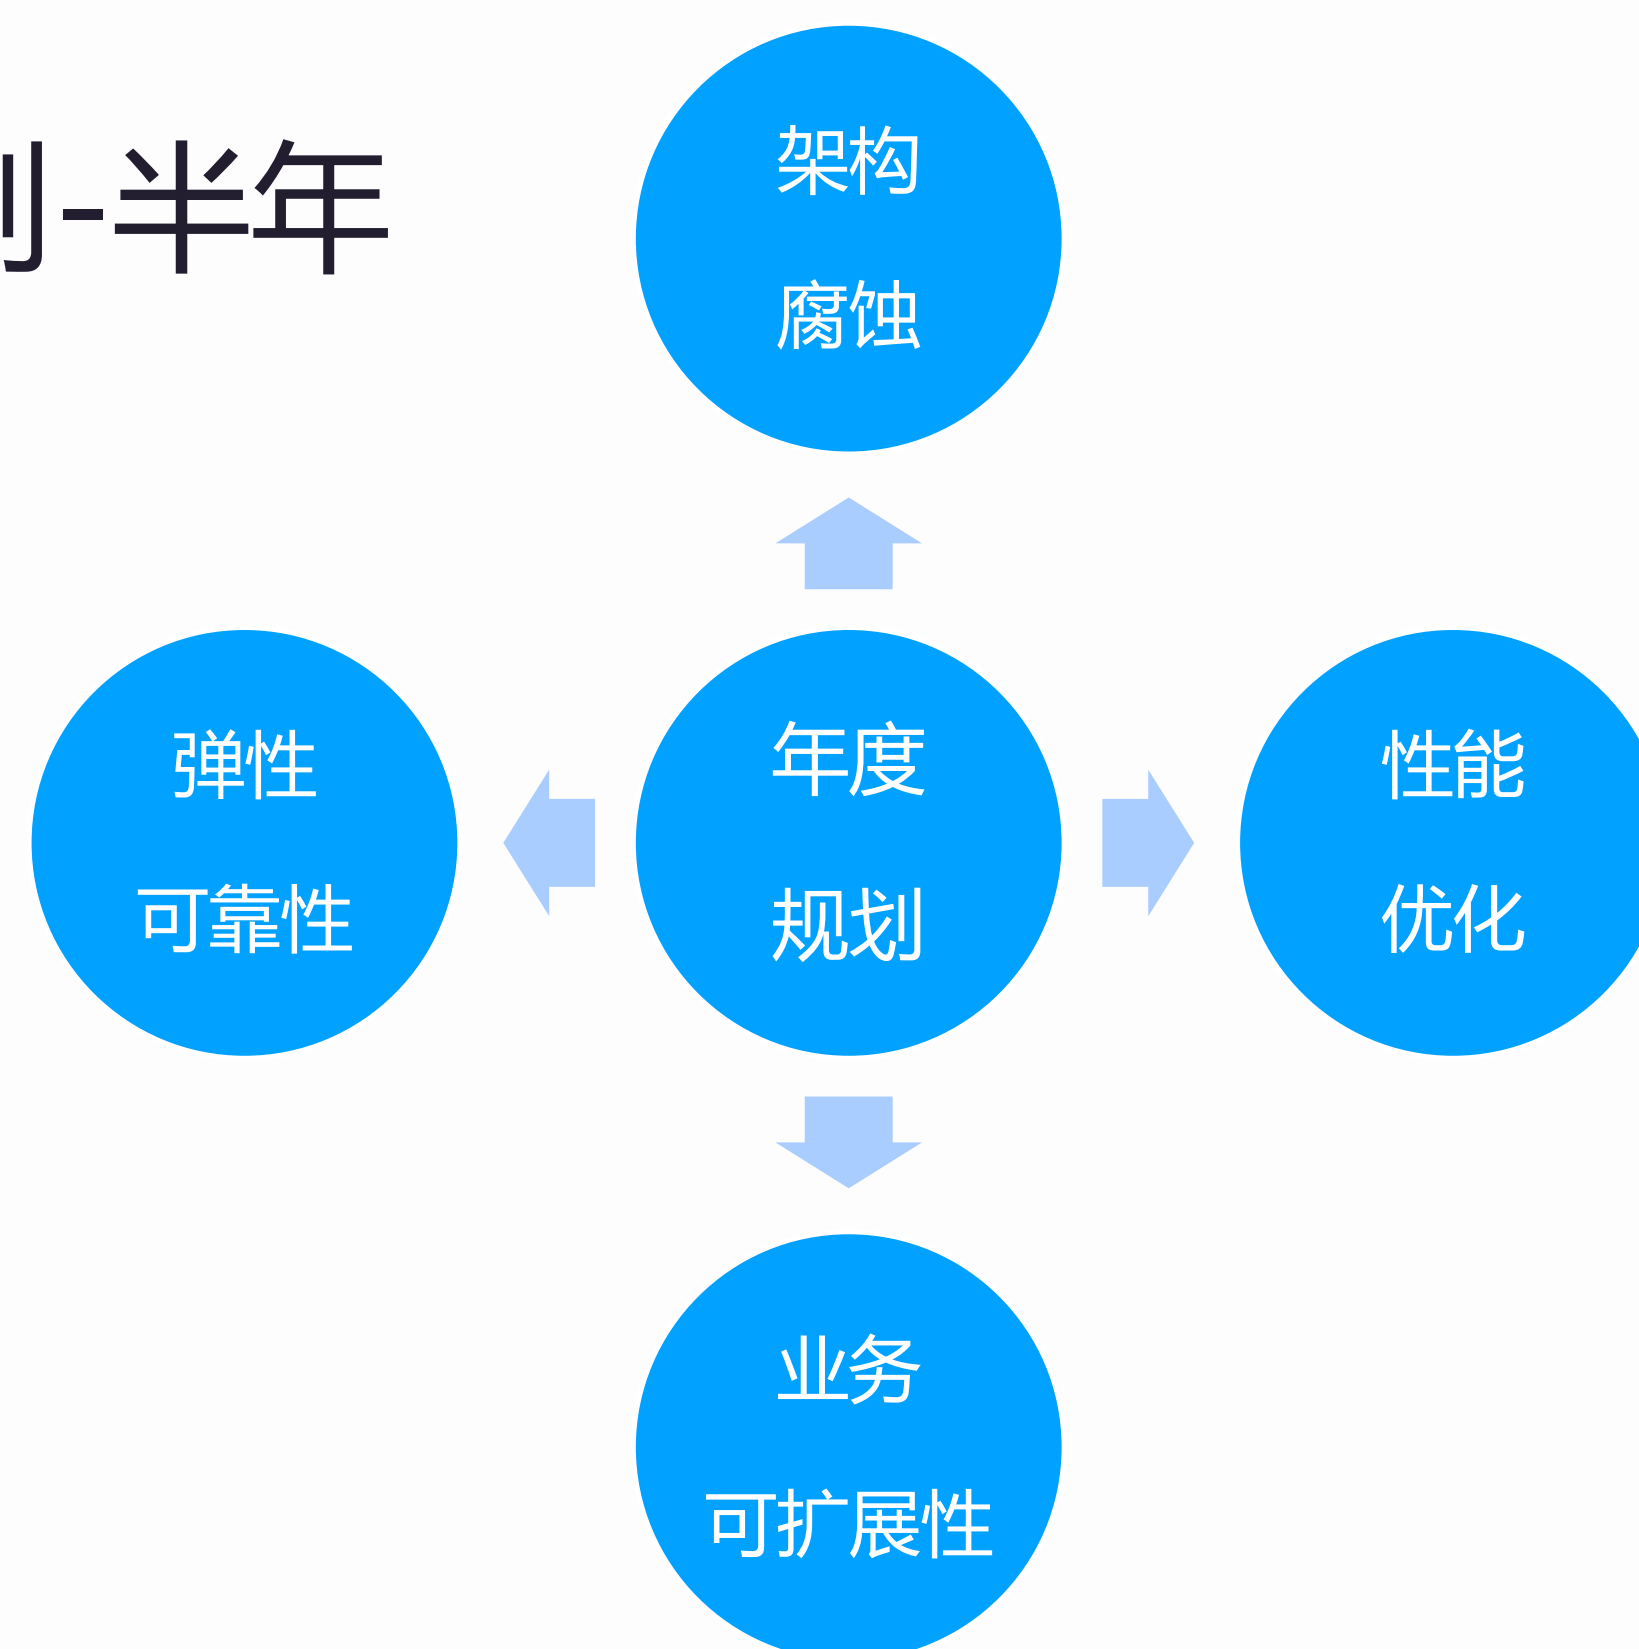 划-半年
架构
腐蚀
弹性
可靠性
年度
规划
性能
优化
业务
可扩展性